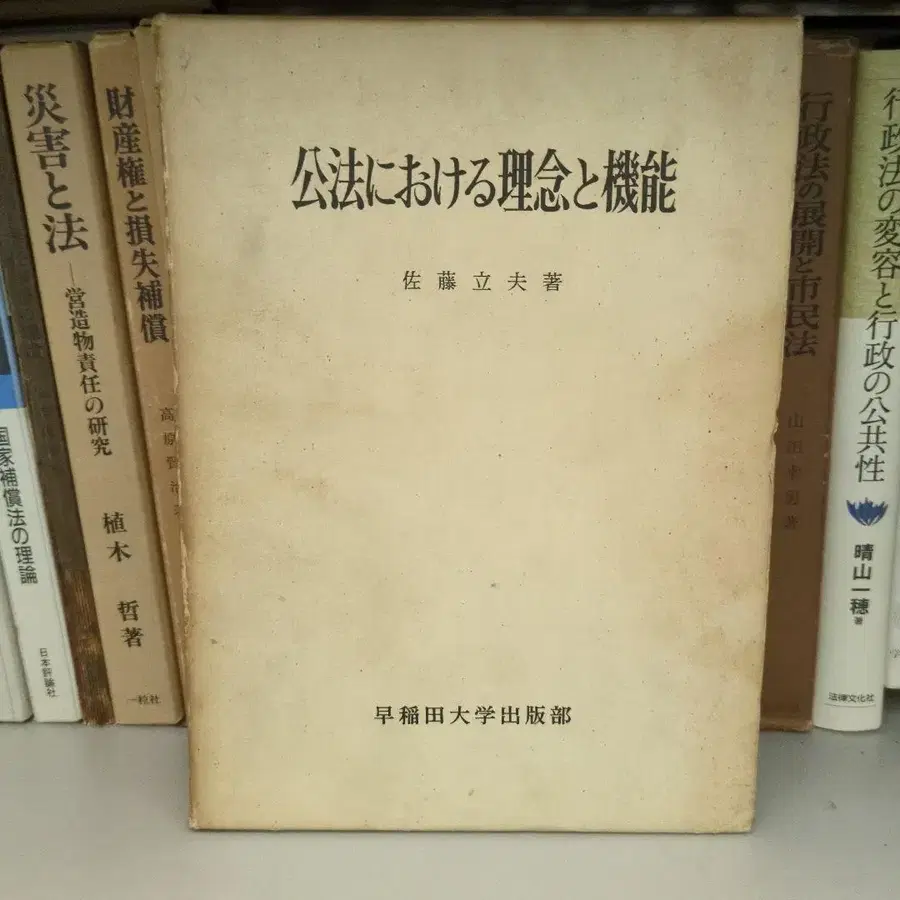 公法における理念と機能
佐藤立夫著
早稲田大学出版部
国家補償法の理論
日本評論社
災害と法
―営造物責任の研究
植木 哲著
一粒社
財産権と損失補償
行政法の展開と市民法
行政法の変容と行政の公共性
晴山一穂著
法律文化社